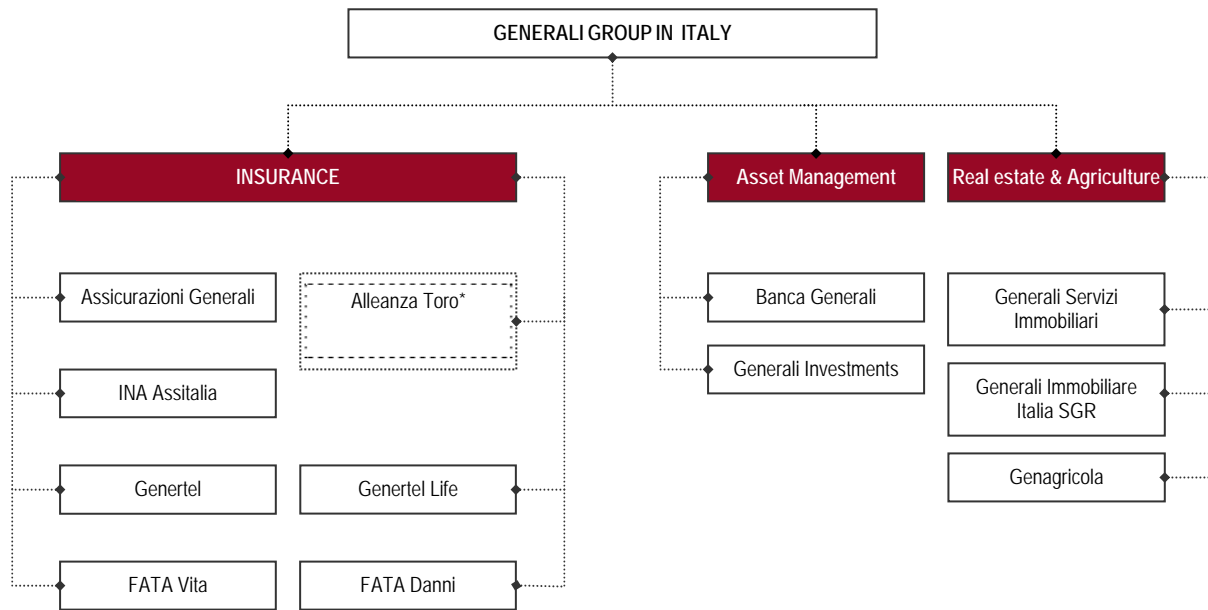 GENERALI GROUP IN ITALY
INSURANCE
Asset Management
Real estate & Agriculture
Assicurazioni Generali
Alleanza Toro*
Banca Generali
Generali Servizi
Immobiliari
INA Assitalia
Generali Investments
Generali Immobiliare
Italia SGR
Genertel
Genertel Life
Genagricola
FATA Vita
FATA Danni